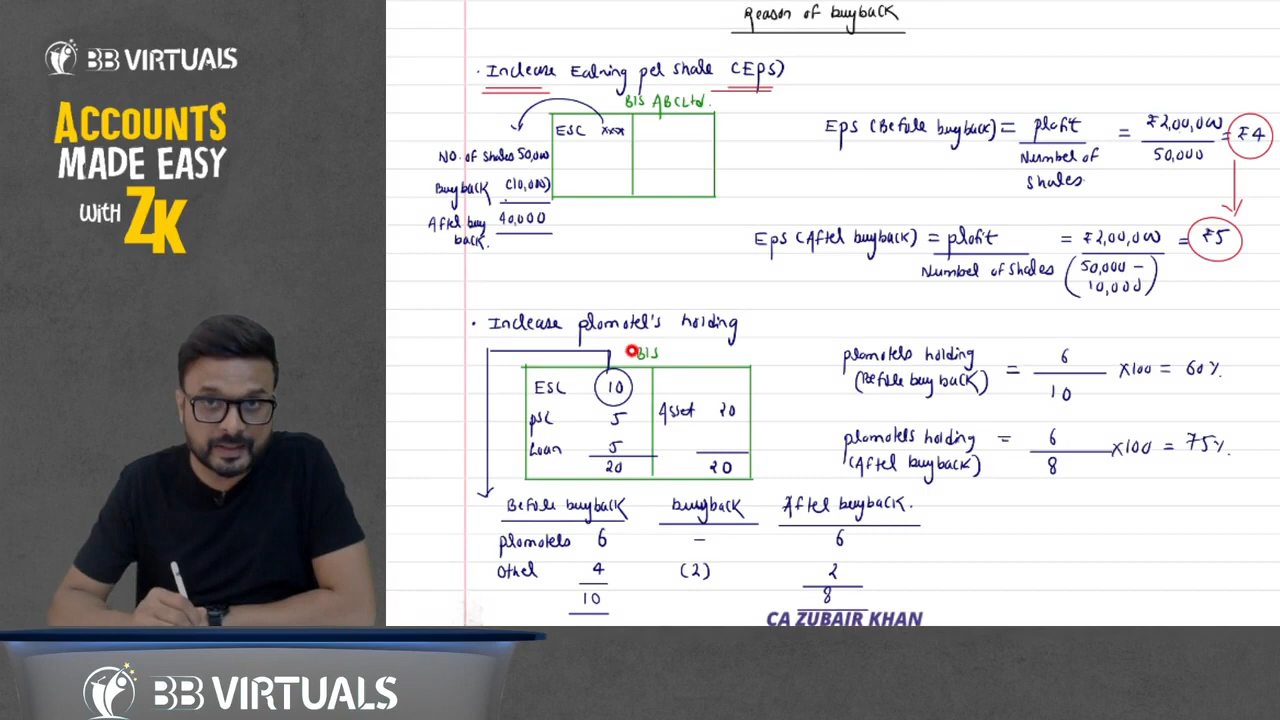 BB VIRTUALS
ACCOUNTS
MADE EASY
with ZK
Reason of buyback
· Increase Earning per share (EPS)
B/S ABC Ltd.
ESC xxx
No. of shares 50,000
Buyback (10,000)
After buy back. 40,000
EPS (Before buyback) = profit / Number of shares = ₹2,00,000 / 50,000 = ₹4
EPS (After buyback) = profit / Number of shares = ₹2,00,000 / (50,000 - 10,000) = ₹5
· Increase promoter's holding
B/S
ESC 10
PSC 5 Asset 20
Loan 5
20 20
promoters holding (Before buyback) = 6 / 10 ×100 = 60%.
promoters holding (After buyback) = 6 / 8 ×100 = 75%.
Before buyback buyback After buyback.
promoters 6 - 6
Other 4 (2) 2
10 8
CA ZUBAIR KHAN
BB VIRTUALS